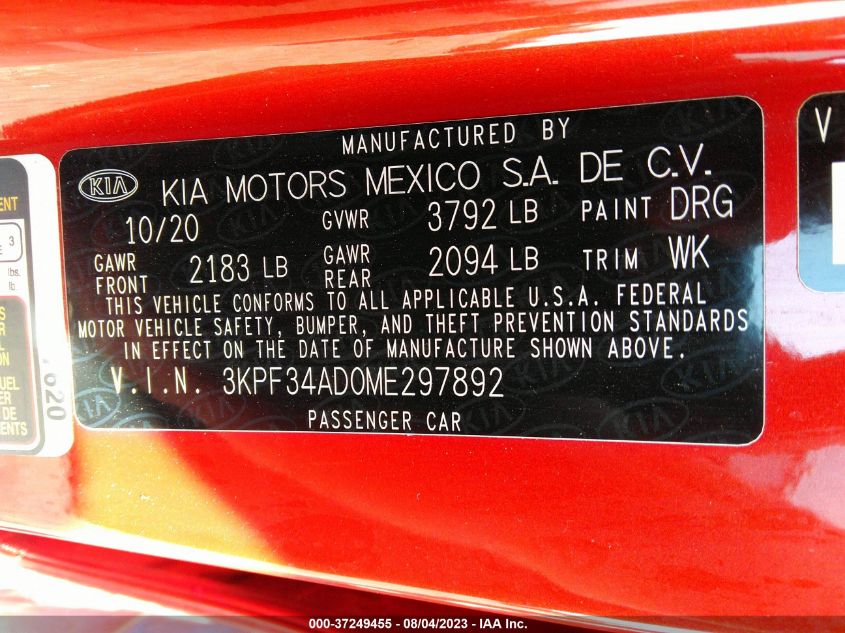 MANUFACTURED BY
KIA KIA MOTORS MEXICO S.A. DE C.V.
10/20 GVWR 3792 LB PAINT DRG
GAWR FRONT 2183 LB GAWR REAR 2094 LB TRIM WK
THIS VEHICLE CONFORMS TO ALL APPLICABLE U.S.A. FEDERAL
MOTOR VEHICLE SAFETY, BUMPER, AND THEFT PREVENTION STANDARDS
IN EFFECT ON THE DATE OF MANUFACTURE SHOWN ABOVE.
V.I.N. 3KPF34AD0ME297892
PASSENGER CAR
3
lbs.
lb
V
000-37249455 - 08/04/2023 - IAA Inc.